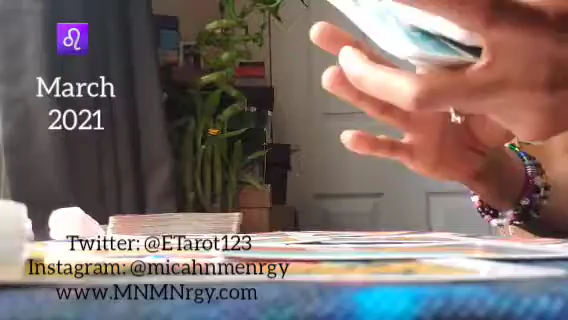 ♌
March
2021
Twitter: @ETarot123
Instagram: @micahnmenrgy
www.MNMNrgy.com